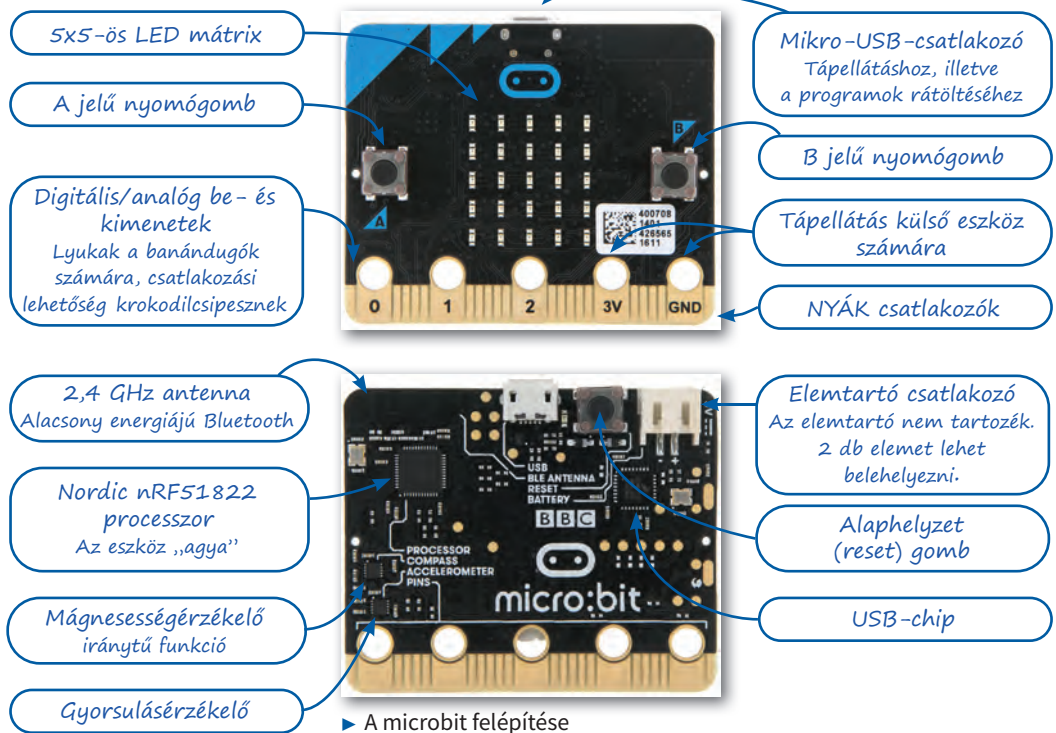 5x5-ös LED mátrix
A jelű nyomógomb
Digitális/analóg be- és
kimenetek
Lyukak a banándugók
számára, csatlakozási
lehetőség krokodilcsipesznek
Mikro-USB-csatlakozó
Tápellátáshoz, illetve
a programok rátöltéséhez
B jelű nyomógomb
Tápellátás külső eszköz
számára
NYÁK csatlakozók
A
B
400708
1404
426565
1611
0
1
2
3V
GND
2,4 GHz antenna
Alacsony energiájú Bluetooth
Nordic nRF51822
processzor
Az eszköz „agya”
Mágnesességérzékelő
iránytű funkció
Gyorsulásérzékelő
USB
BLE ANTENNA
RESET
BATTERY
BBC
PROCESSOR
COMPASS
ACCELEROMETER
PINS
micro:bit
Elemtartó csatlakozó
Az elemtartó nem tartozék.
2 db elemet lehet
belehelyezni.
Alaphelyzet
(reset) gomb
USB-chip
► A microbit felépítése